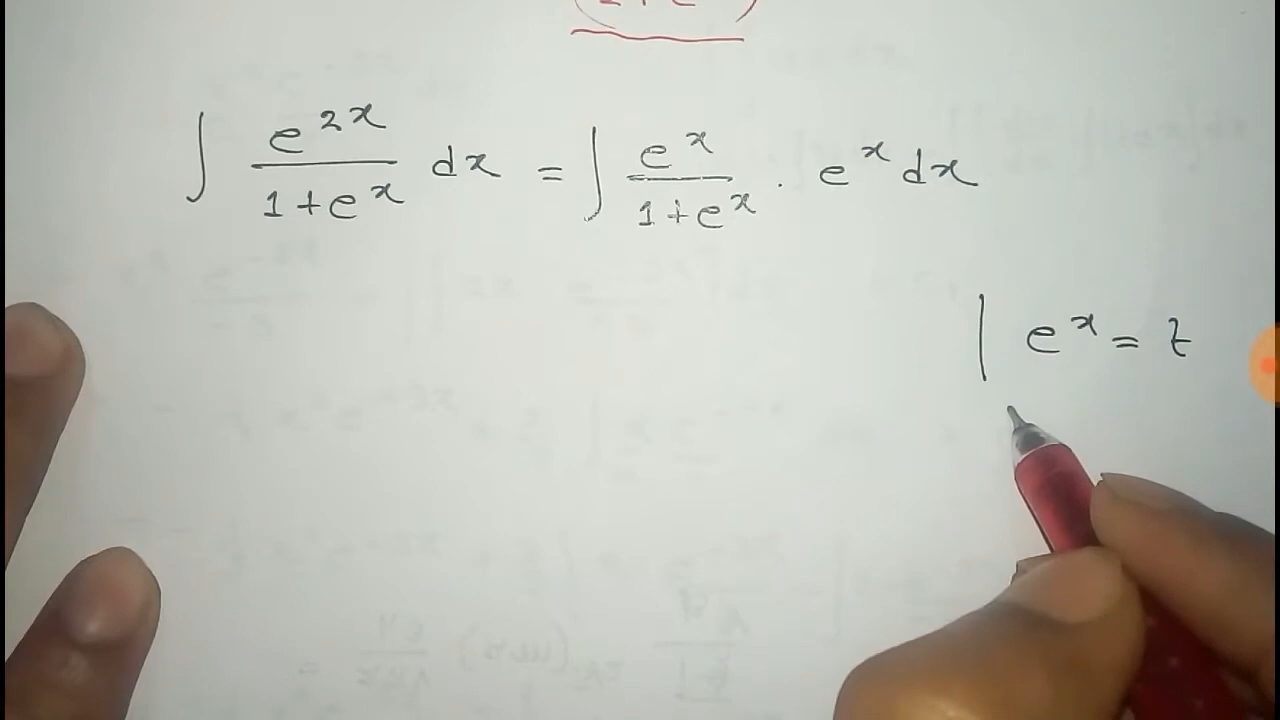 ∫ e^{2x}/(1+e^x) dx = ∫ e^x/(1+e^x) · e^x dx
| e^x = t